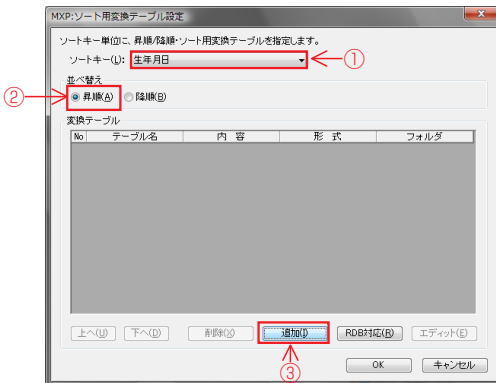 MXP:ソート用変換テーブル設定
ソートキー単位に、昇順/降順・ソート用変換テーブルを指定します。
ソートキー(L): 生年月日 ①
並べ替え
② 昇順(A) 降順(B)
変換テーブル
No テーブル名 内 容 形 式 フォルダ
上へ(U) 下へ(D) 削除(X) 追加(I) RDB対応(R) エディット(E)
③
OK キャンセル